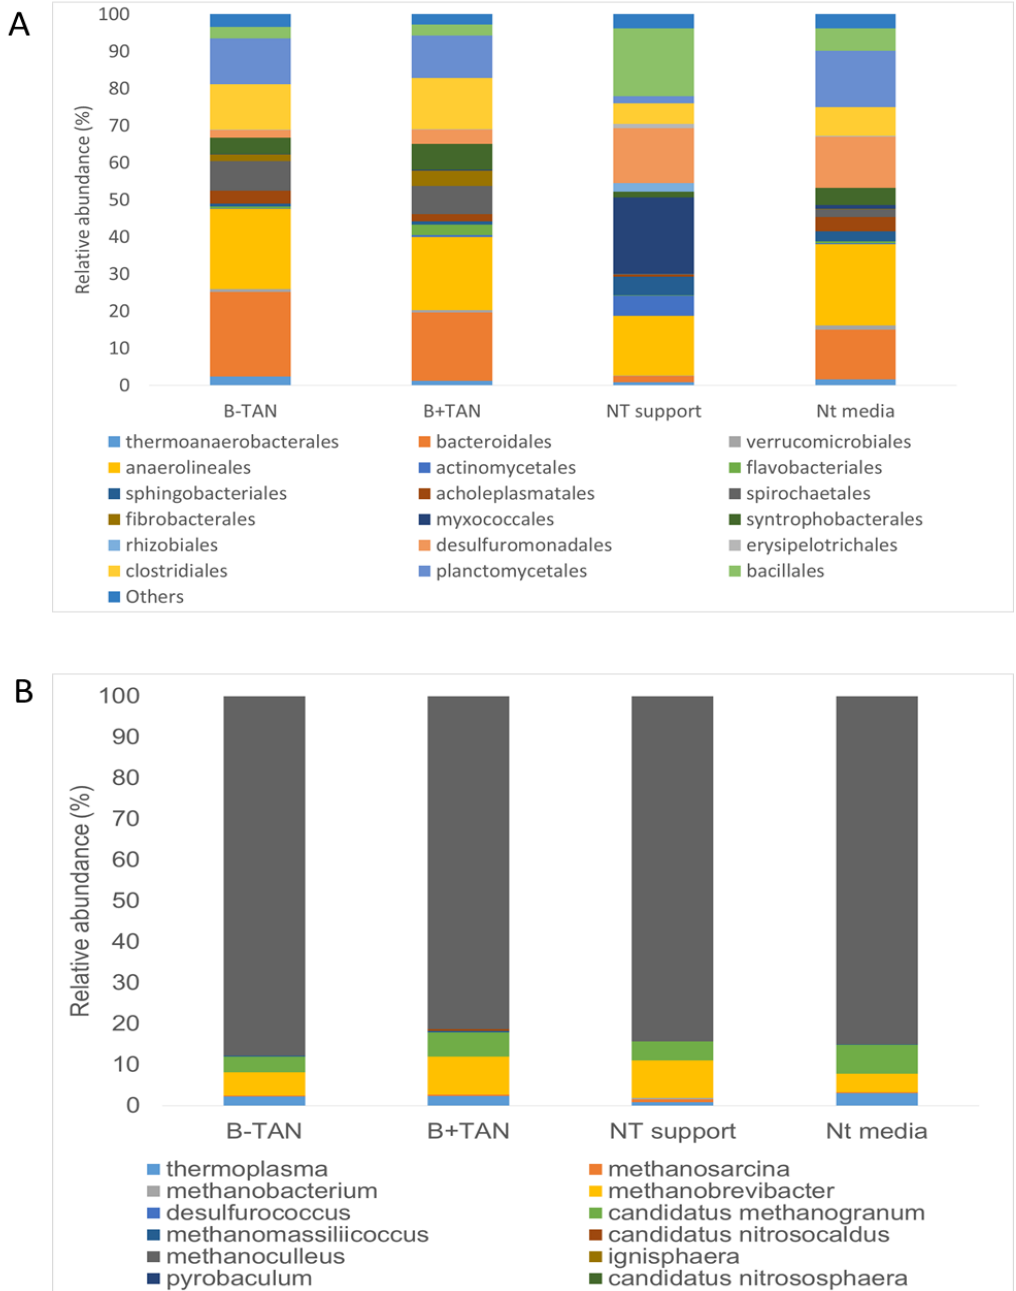 A
Relative abundance (%)
100
90
80
70
60
50
40
30
20
10
0
B-TAN B+TAN NT support Nt media
thermoanaerobacterales bacteroidales verrucomicrobiales
anaerolineales actinomycetales flavobacteriales
sphingobacteriales acholeplasmatales spirochaetales
fibrobacterales myxococcales syntrophobacterales
rhizobiales desulfuromonadales erysipelotrichales
clostridiales planctomycetales bacillales
Others
B
Relative abundance (%)
100
90
80
70
60
50
40
30
20
10
0
B-TAN B+TAN NT support Nt media
thermoplasma methanosarcina
methanobacterium methanobrevibacter
desulfurococcus candidatus methanogranum
methanomassiliicoccus candidatus nitrosocaldus
methanoculleus ignisphaera
pyrobaculum candidatus nitrososphaera